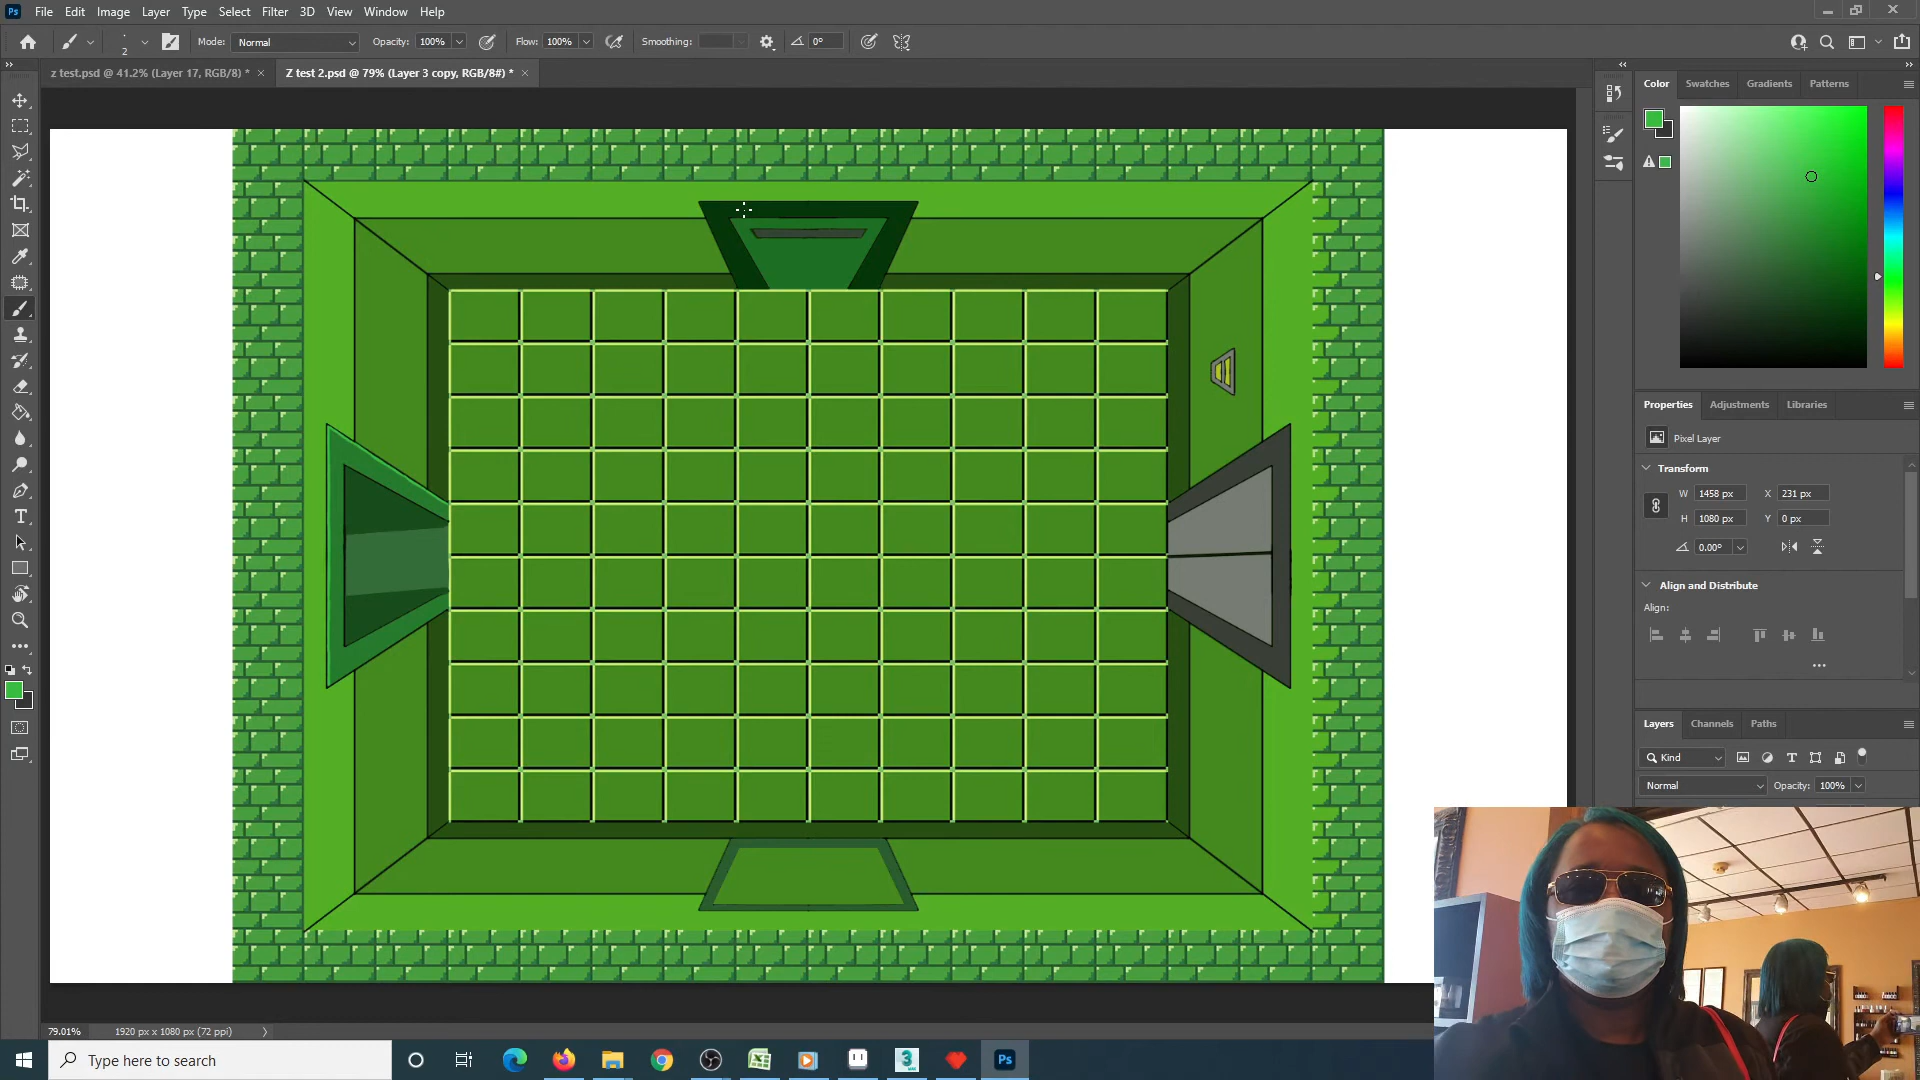 Ps File Edit Image Layer Type Select Filter 3D View Window Help
2 Mode: Normal Opacity: 100% Flow: 100% Smoothing: 0°
z test.psd @ 41.2% (Layer 17, RGB/8) * × Z test 2.psd @ 79% (Layer 3 copy, RGB/8#) * ×
Color Swatches Gradients Patterns
Properties Adjustments Libraries
Pixel Layer
Transform
W 1458 px X 231 px
H 1080 px Y 0 px
0.00°
Align and Distribute
Align:
Layers Channels Paths
Kind
Normal Opacity: 100%
79.01% 1920 px x 1080 px (72 ppi)
Type here to search
Ps